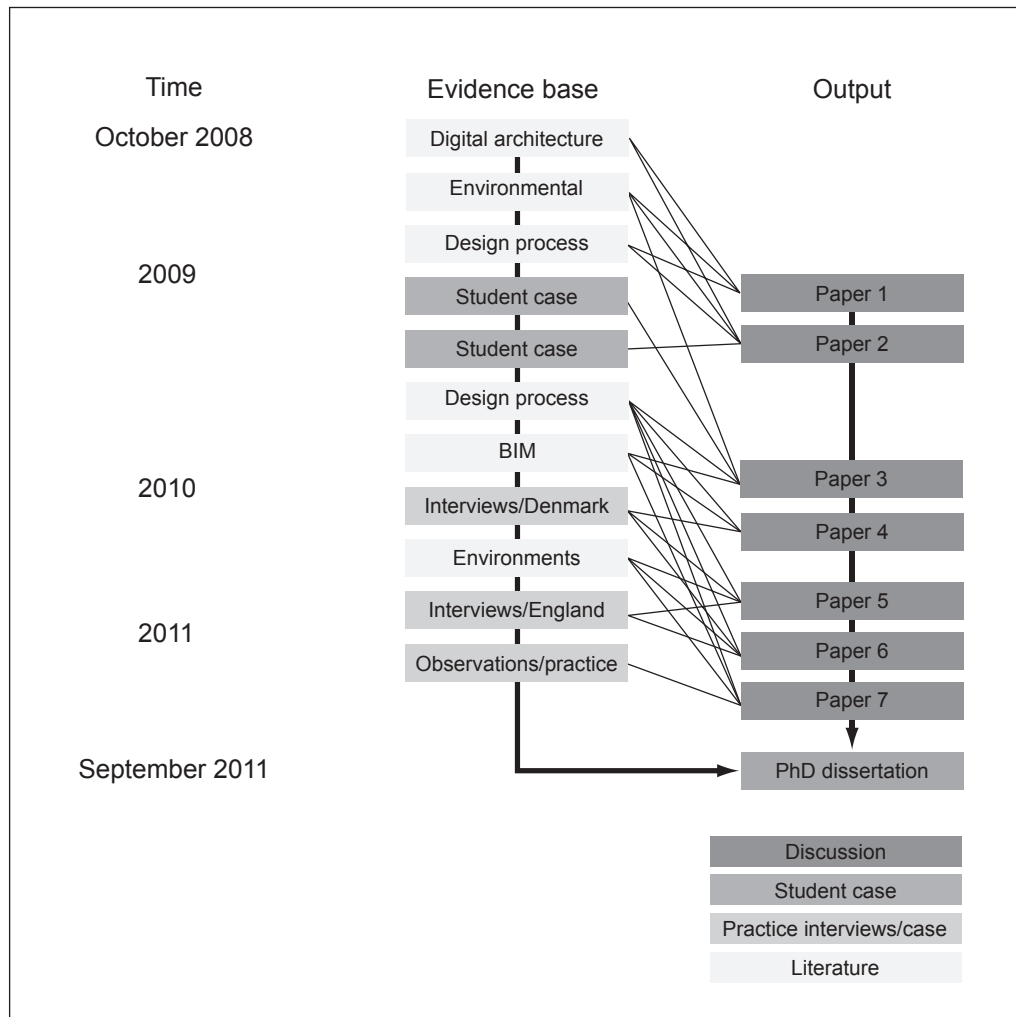 Time
Evidence base
Output
October 2008
Digital architecture
Environmental
Design process
2009
Student case
Paper 1
Student case
Paper 2
Design process
BIM
Paper 3
2010
Interviews/Denmark
Paper 4
Environments
Interviews/England
Paper 5
2011
Observations/practice
Paper 6
Paper 7
September 2011
PhD dissertation
Discussion
Student case
Practice interviews/case
Literature